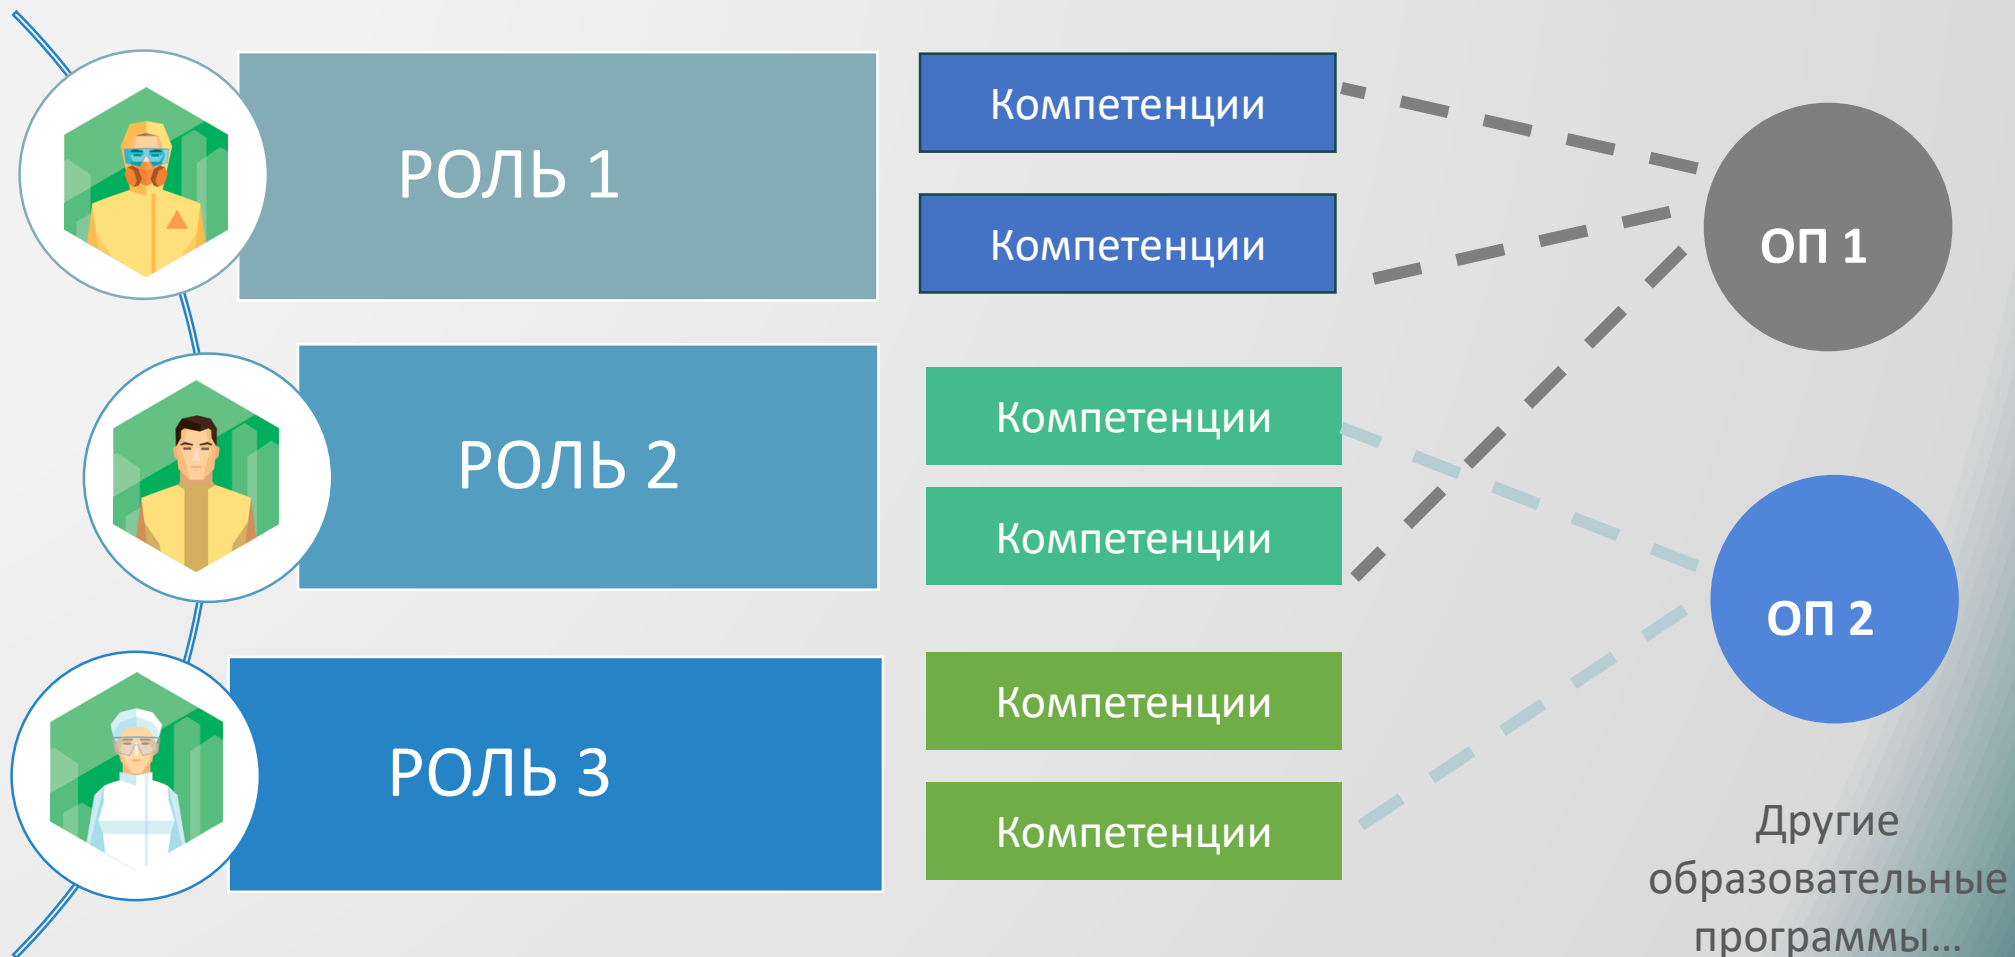 РОЛЬ 1
Компетенции
Компетенции
ОП 1
РОЛЬ 2
Компетенции
Компетенции
ОП 2
РОЛЬ 3
Компетенции
Компетенции
Другие
образовательные
программы...